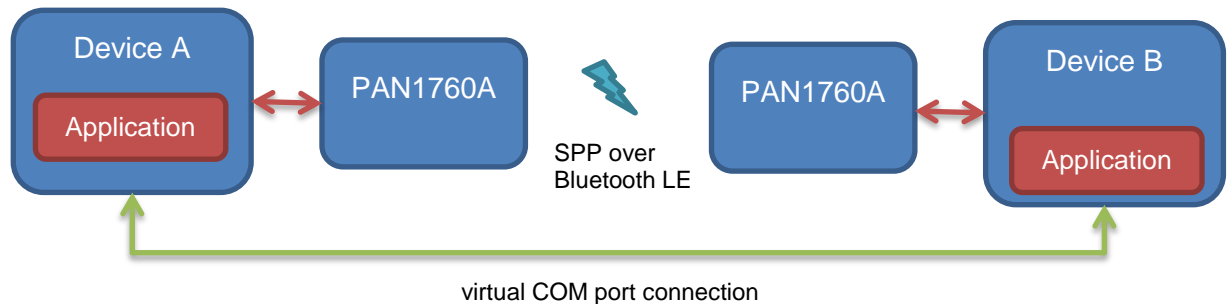 Device A
Application
PAN1760A
SPP over
Bluetooth LE
PAN1760A
Device B
Application
virtual COM port connection